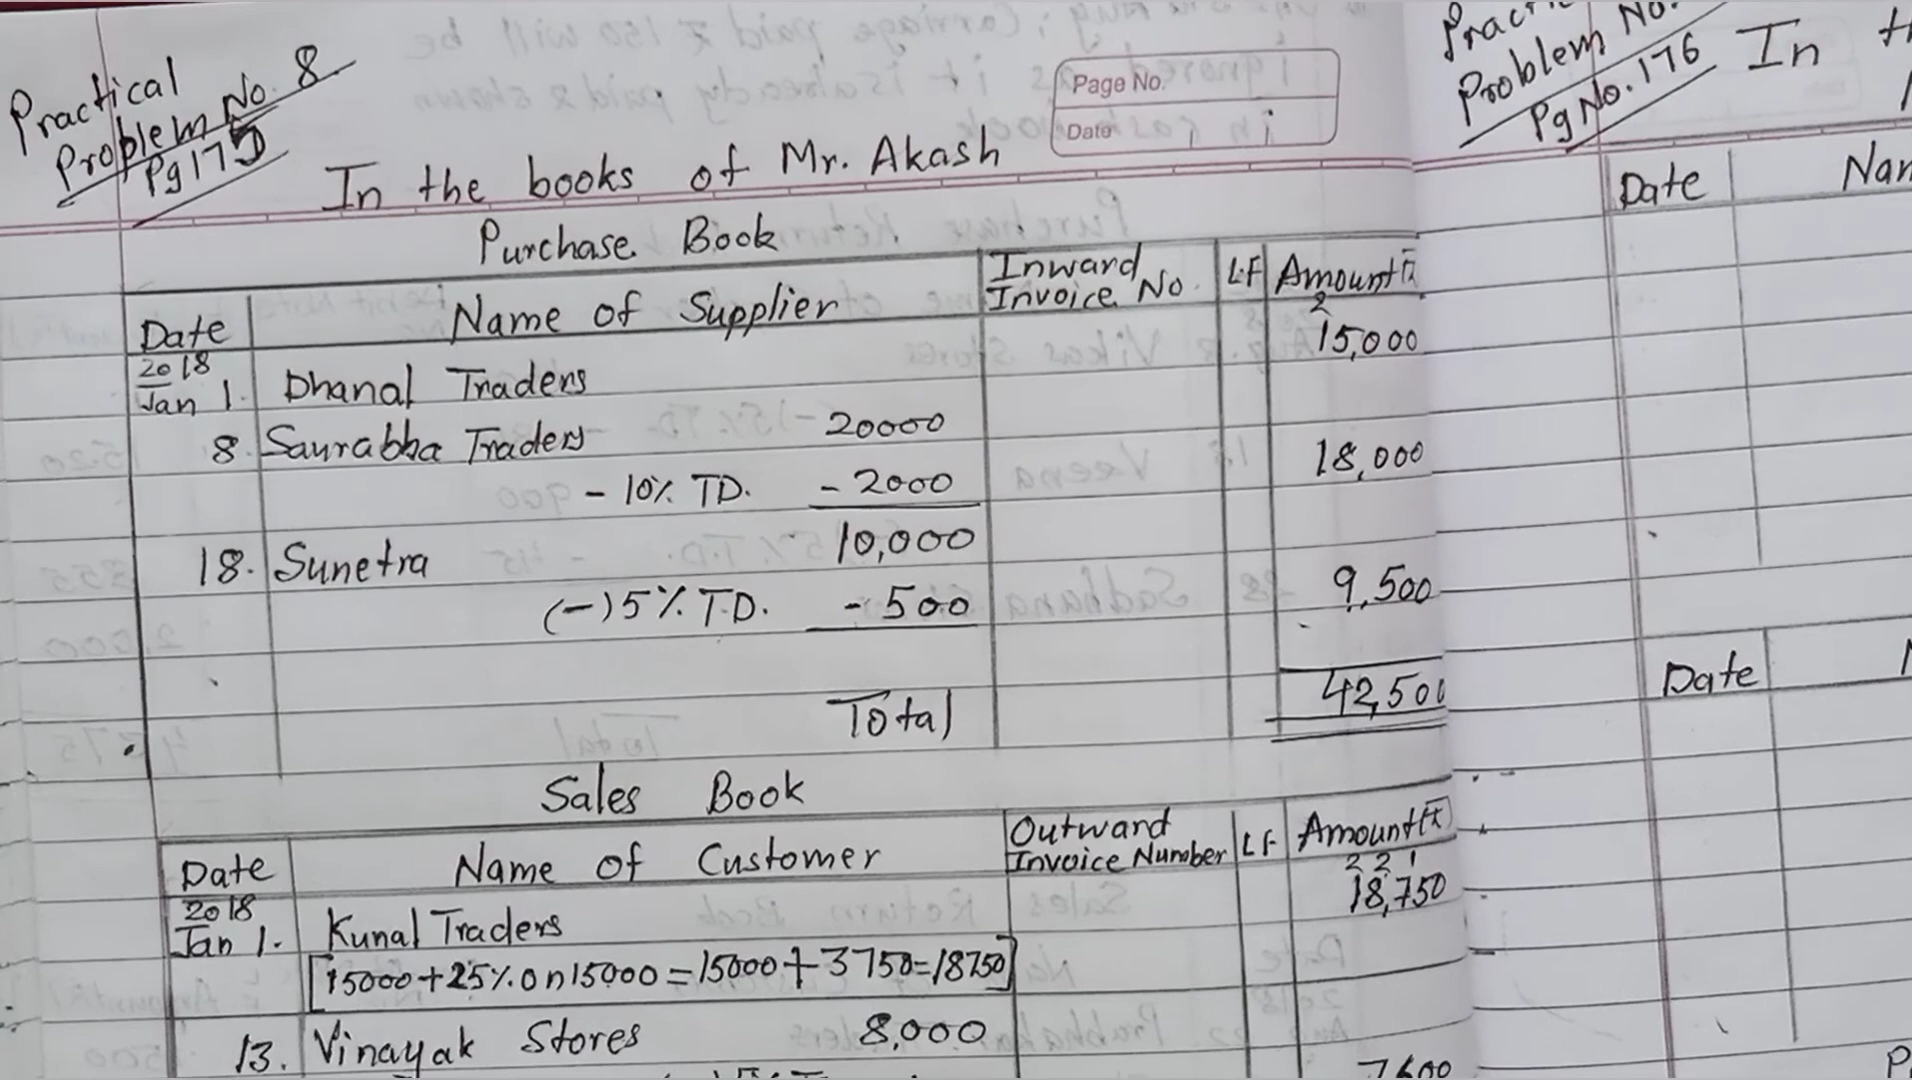 Practical
Problem No. 8
Pg 175
Page No.
Date
In the books of Mr. Akash
Purchase Book
Date | Name of Supplier | Inward Invoice No. | L.F | Amount ₹
2018
Jan 1. Dhanal Traders 15,000
8. Saurabha Traders 20000
- 10% TD. - 2000 18,000
18. Sunetra 10,000
(-) 5% T.D. - 500 9,500
Total 42,500
Sales Book
Date | Name of Customer | Outward Invoice Number | LF | Amount (₹)
2018
Jan 1. Kunal Traders 18,750
[15000+25% on 15000 = 15000+3750=18750]
13. Vinayak Stores 8,000
7600
Problem No.
Pg No. 176
In
Date
Date